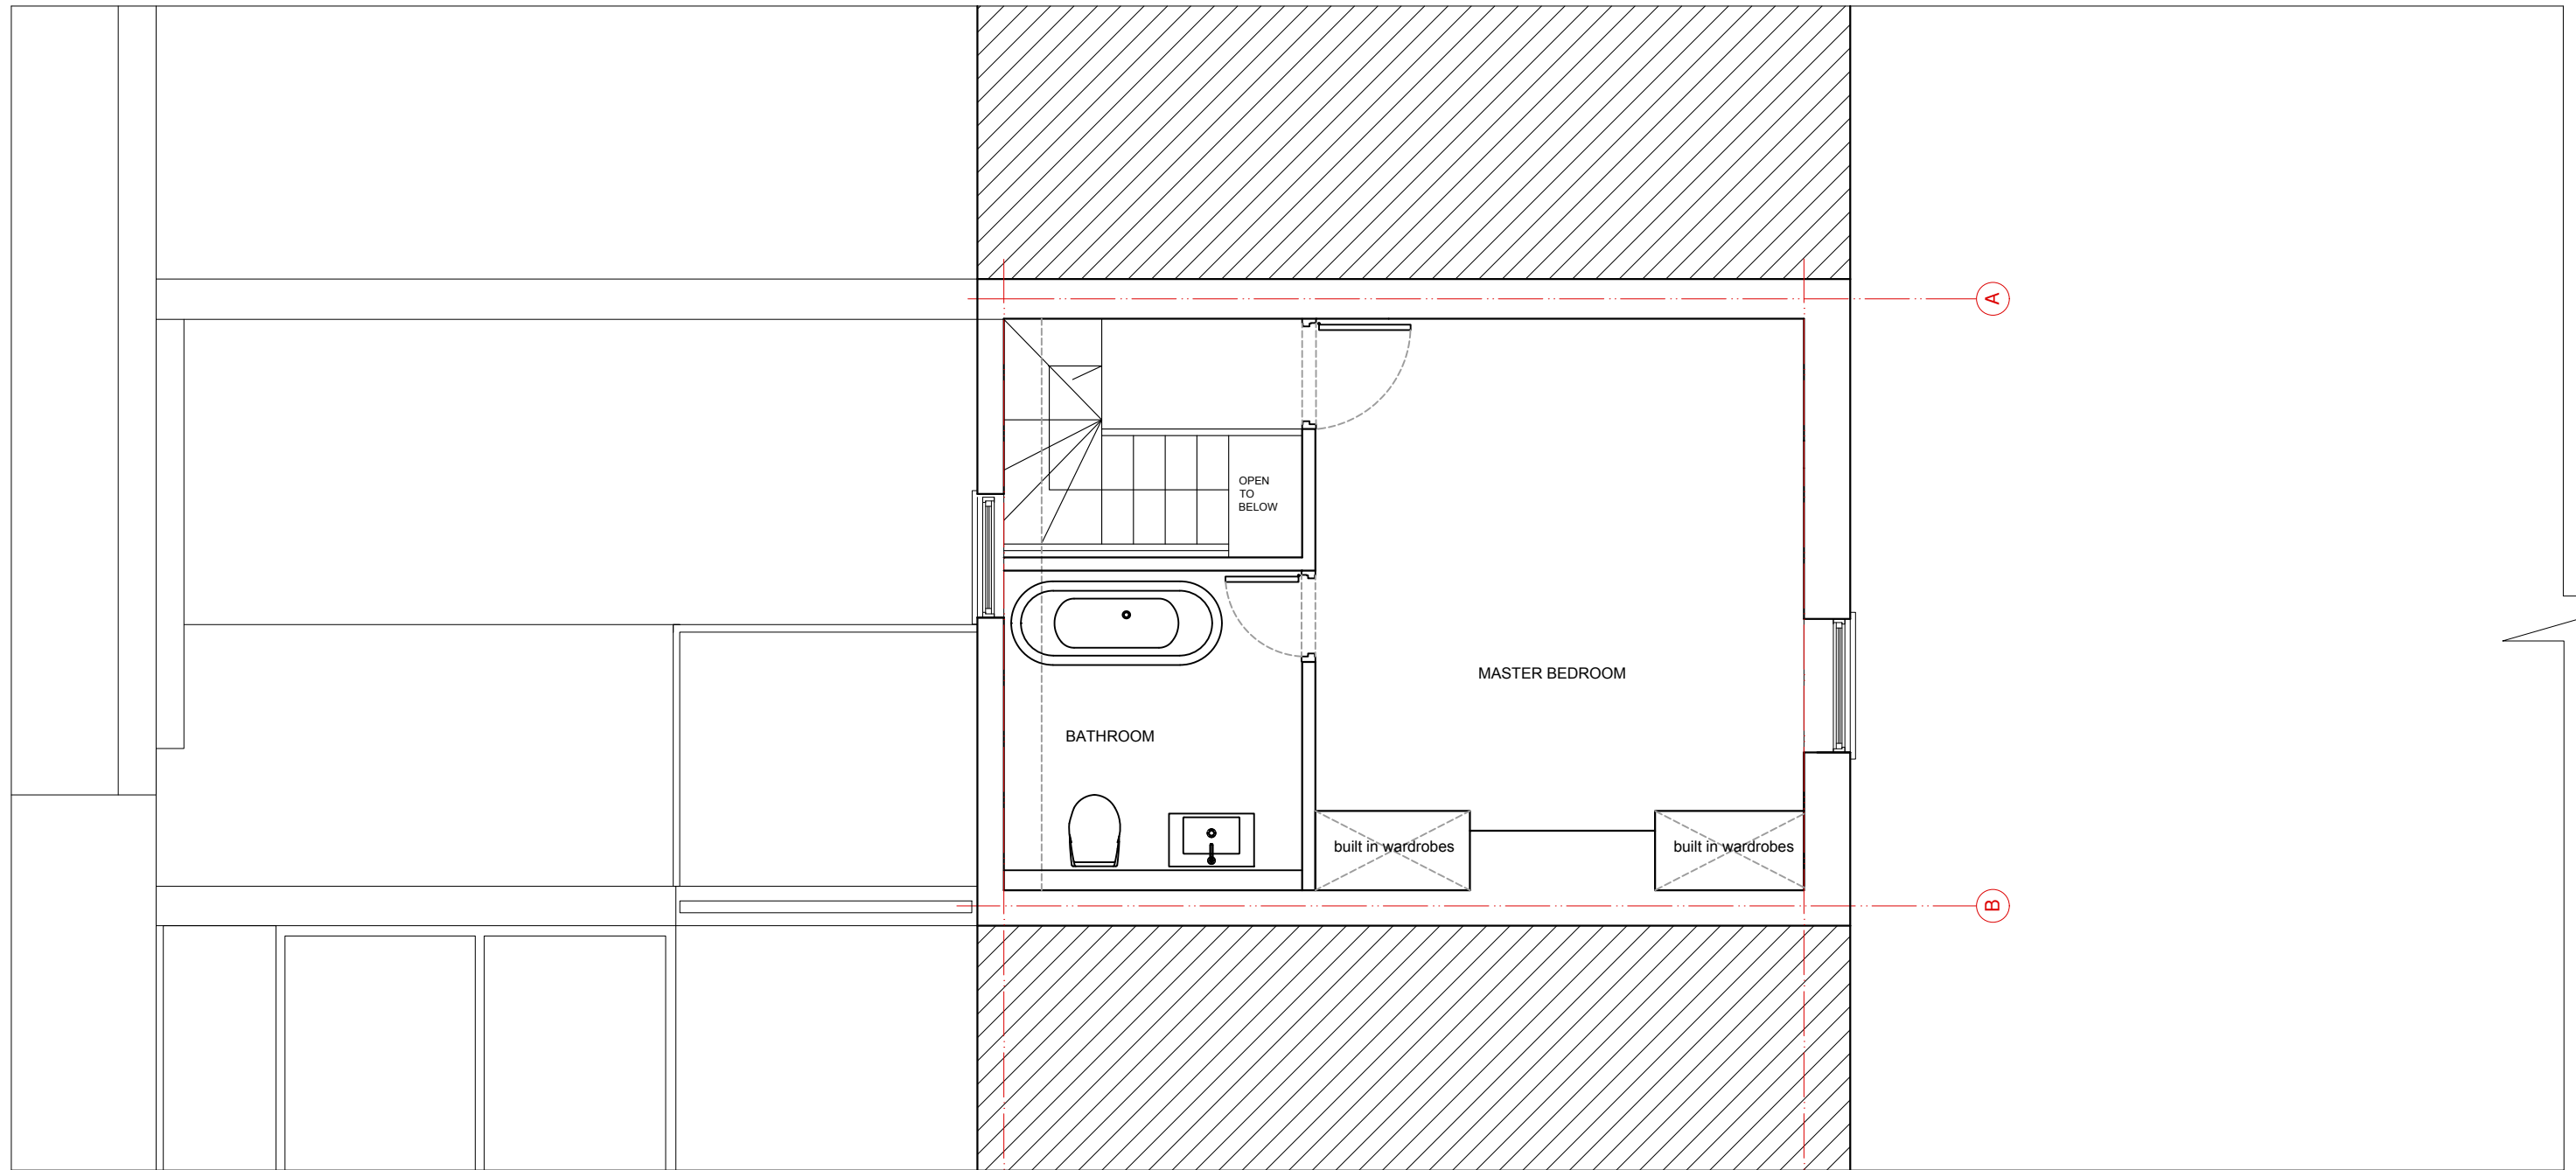 A
OPEN
TO
BELOW
MASTER BEDROOM
BATHROOM
built in wardrobes
built in wardrobes
B